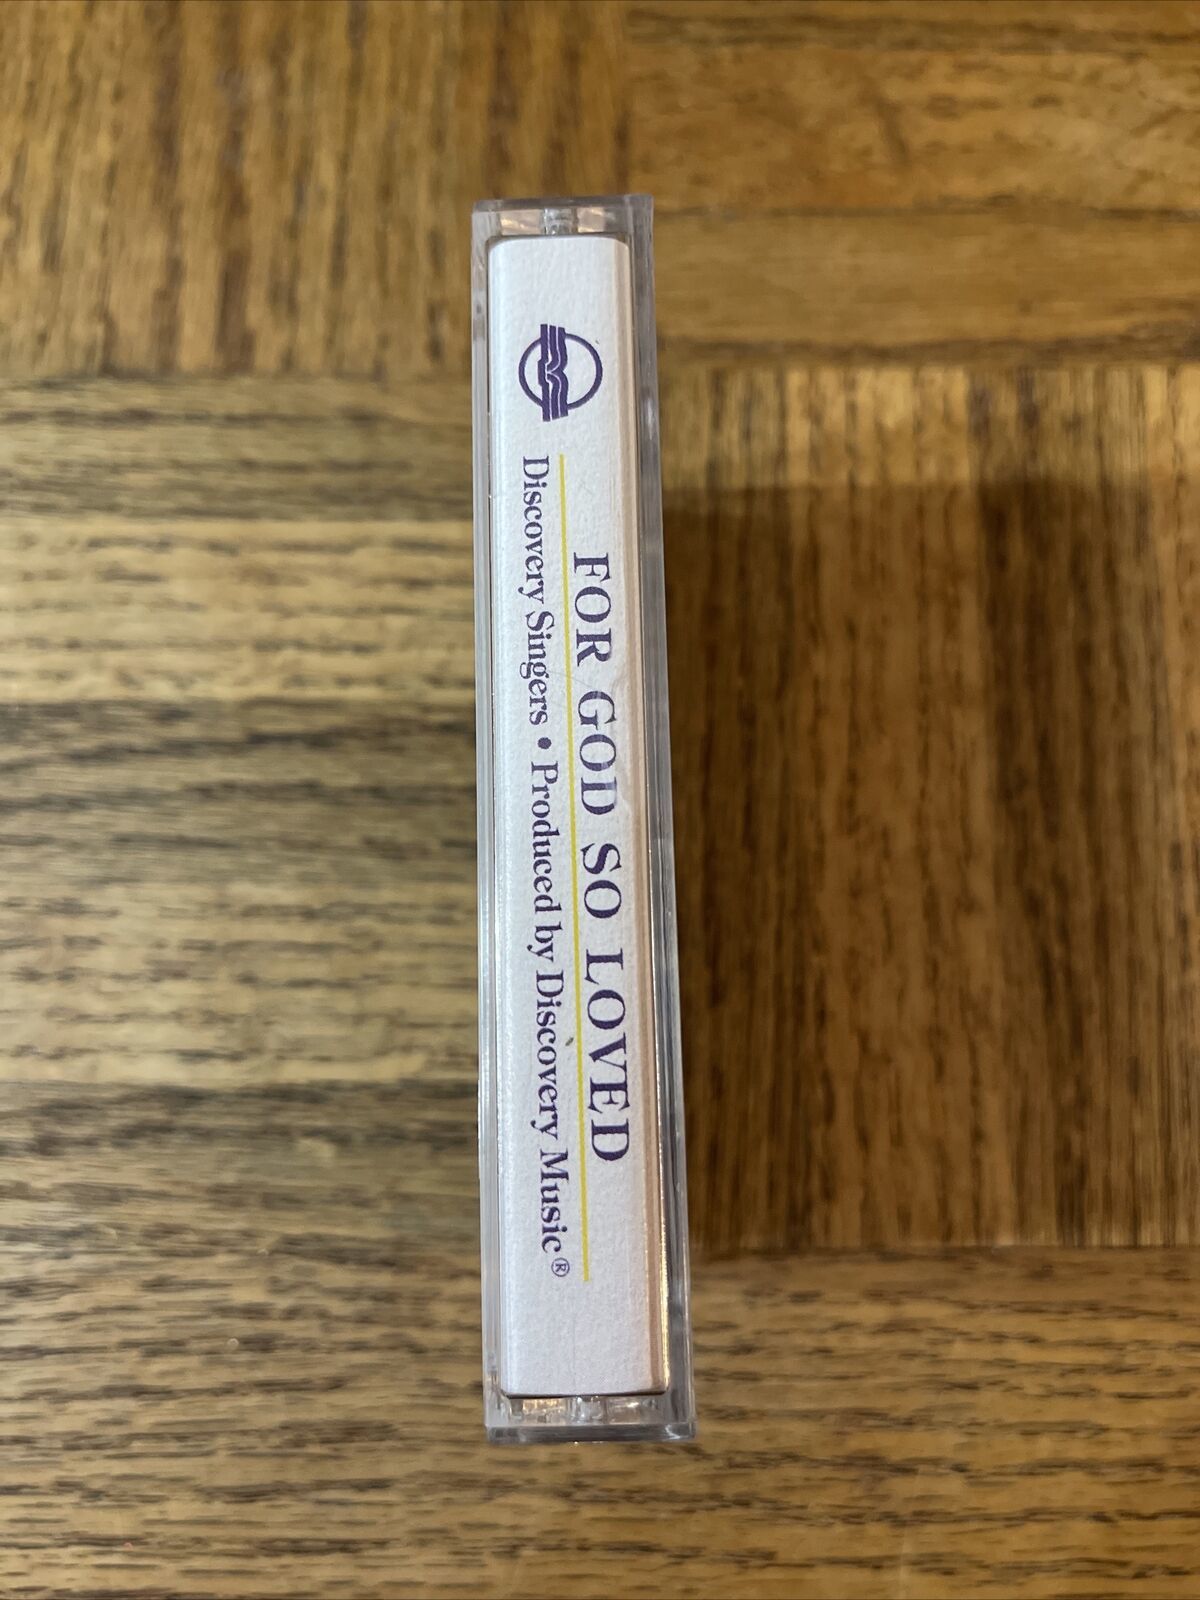 FOR GOD SO LOVED
Discovery Singers • Produced by Discovery Music®